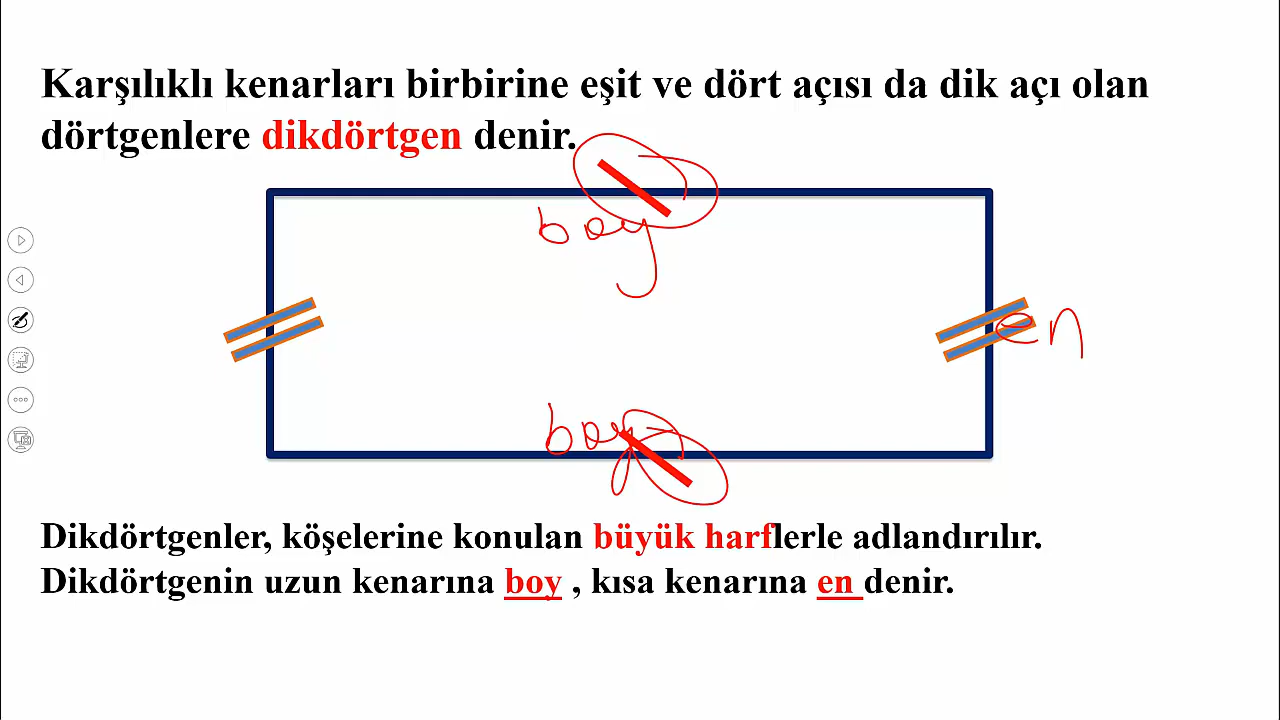 Karşılıklı kenarları birbirine eşit ve dört açısı da dik açı olan
dörtgenlere dikdörtgen denir.
boy
en
boy
Dikdörtgenler, köşelerine konulan büyük harflerle adlandırılır.
Dikdörtgenin uzun kenarına boy , kısa kenarına en denir.